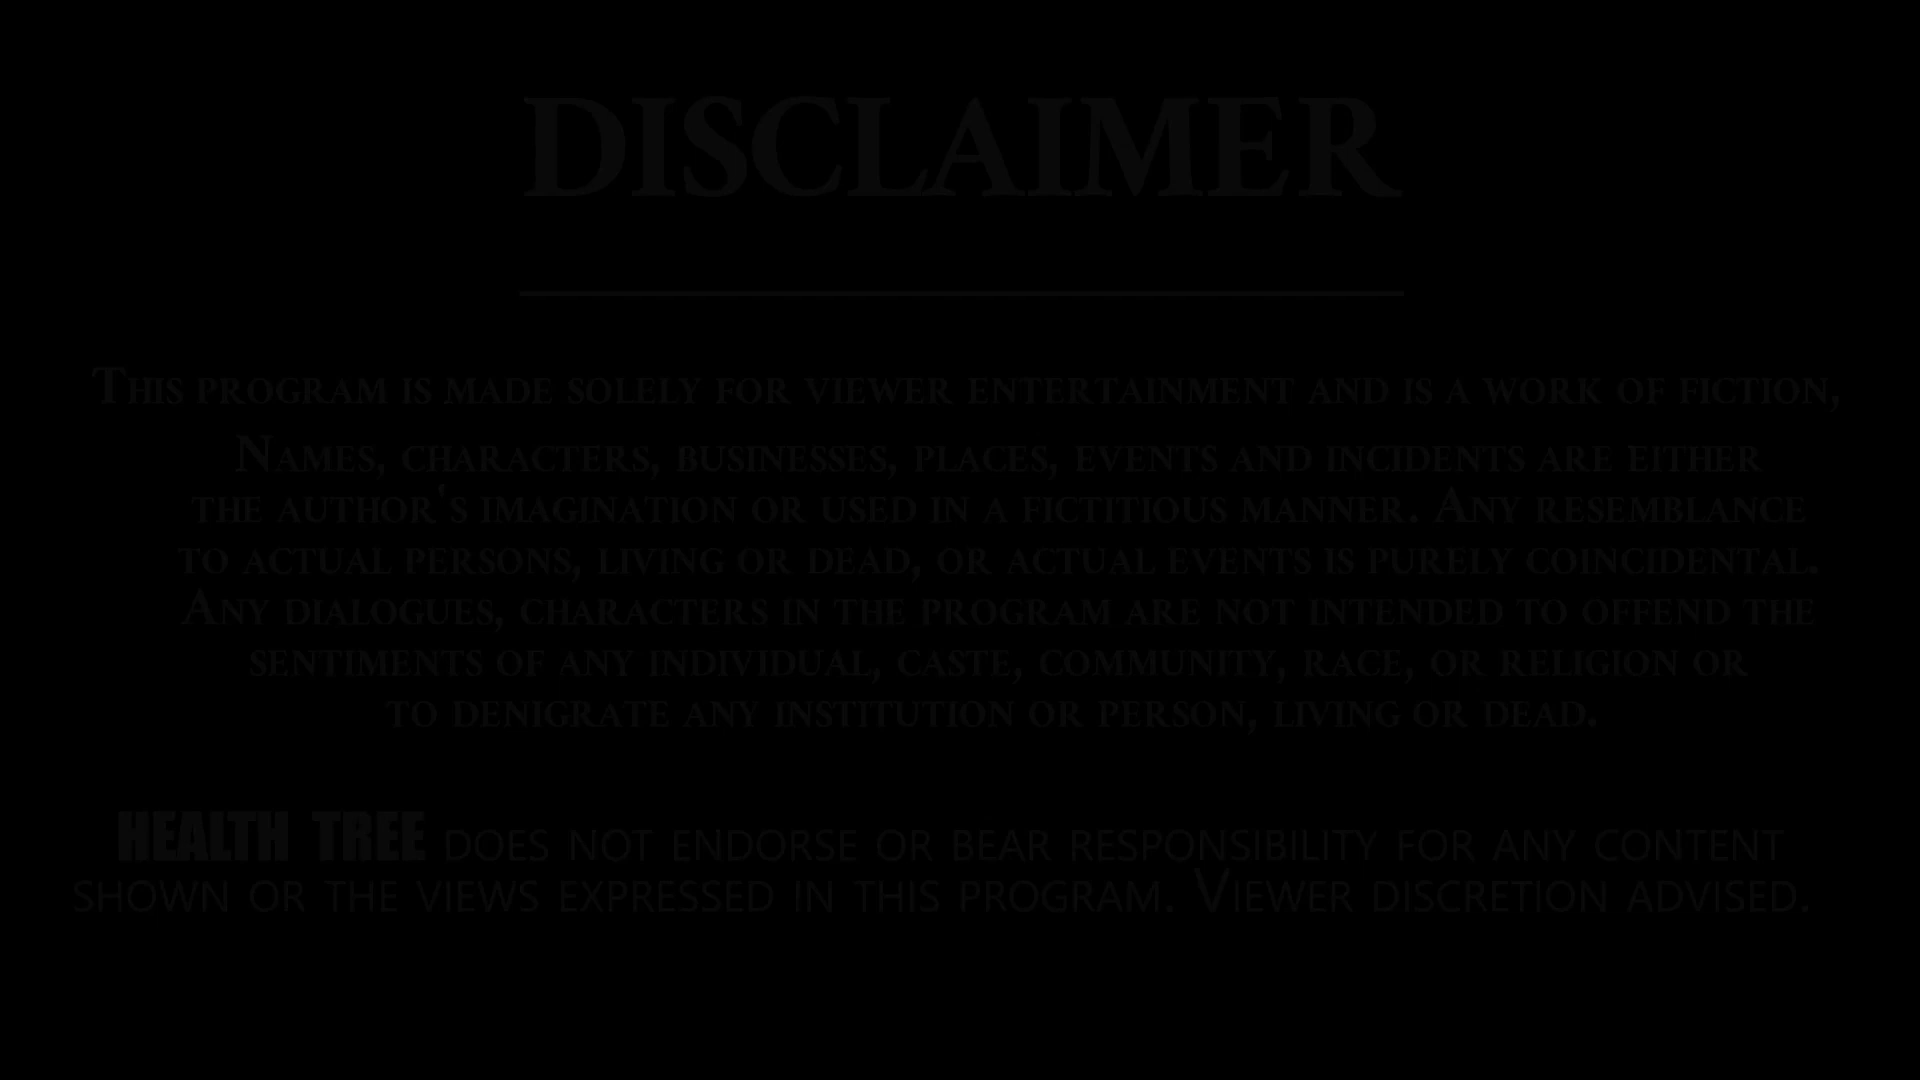 DISCLAIMER
This program is made solely for viewer entertainment and is a work of fiction,
Names, characters, businesses, places, events and incidents are either
the author's imagination or used in a fictitious manner. Any resemblance
to actual persons, living or dead, or actual events is purely coincidental.
Any dialogues, characters in the program are not intended to offend the
sentiments of any individual, caste, community, race, or religion or
to denigrate any institution or person, living or dead.
HEALTH TREE does not endorse or bear responsibility for any content
shown or the views expressed in this program. Viewer discretion advised.